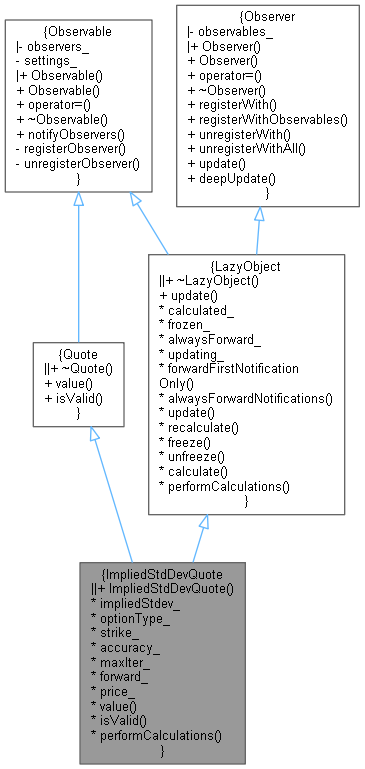 {Observable
|- observers_
- settings_
|+ Observable()
+ Observable()
+ operator=()
+ ~Observable()
+ notifyObservers()
- registerObserver()
- unregisterObserver()
}
{Observer
|- observables_
|+ Observer()
+ Observer()
+ operator=()
+ ~Observer()
+ registerWith()
+ registerWithObservables()
+ unregisterWith()
+ unregisterWithAll()
+ update()
+ deepUpdate()
}
{LazyObject
||+ ~LazyObject()
+ update()
* calculated_
* frozen_
* alwaysForward_
* updating_
* forwardFirstNotification
Only()
* alwaysForwardNotifications()
* update()
* recalculate()
* freeze()
* unfreeze()
* calculate()
* performCalculations()
}
{Quote
||+ ~Quote()
+ value()
+ isValid()
}
{ImpliedStdDevQuote
||+ ImpliedStdDevQuote()
* impliedStdev_
* optionType_
* strike_
* accuracy_
* maxIter_
* forward_
* price_
* value()
* isValid()
* performCalculations()
}